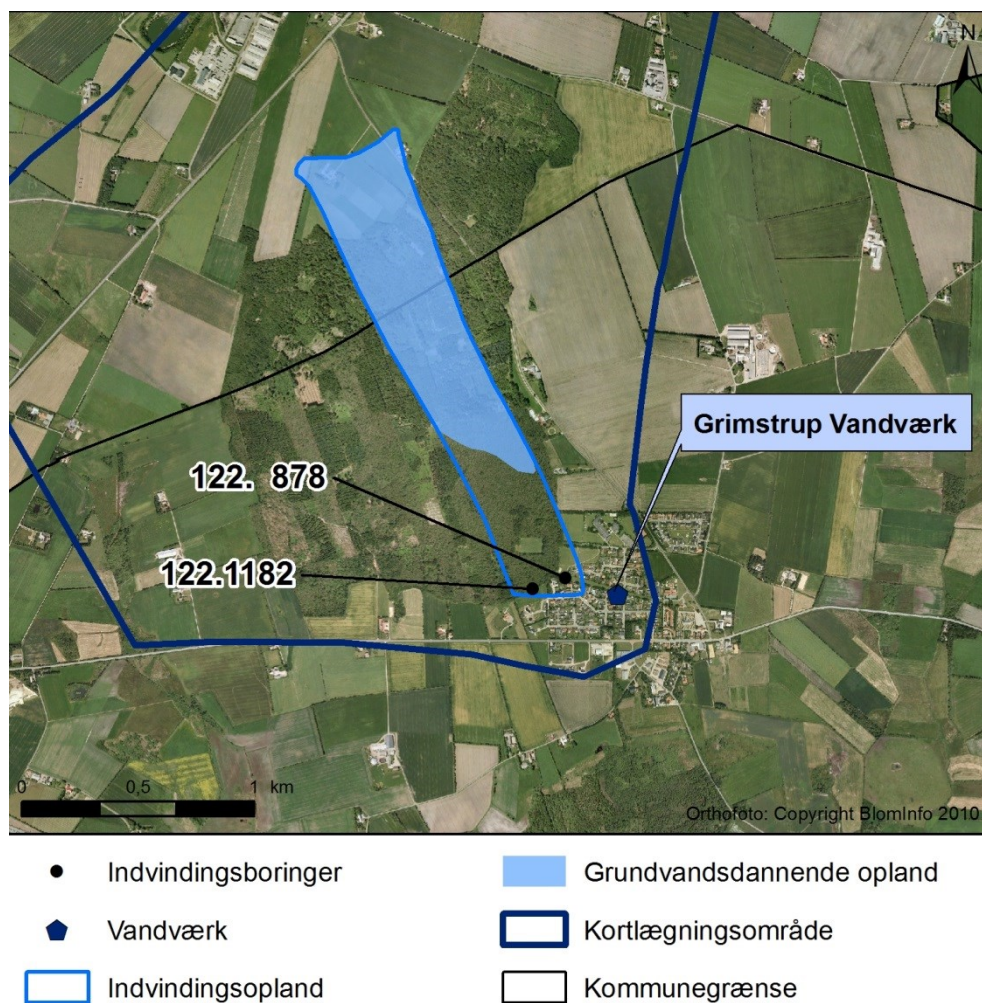 N
Grimstrup Vandværk
122. 878
122.1182
0 0,5 1 km
Orthofoto: Copyright BlomInfo 2010
Indvindingsboringer
Vandværk
Indvindingsopland
Grundvandsdannende opland
Kortlægningsområde
Kommunegrænse